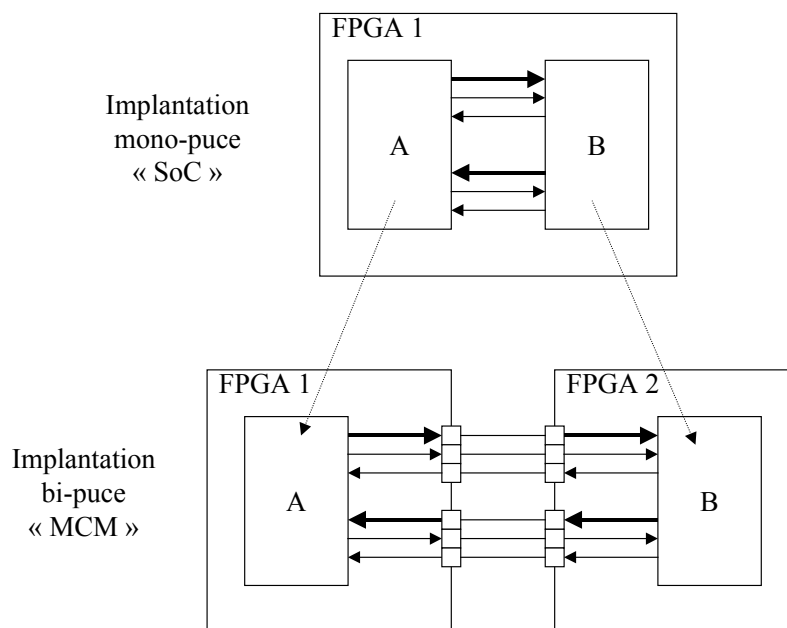 FPGA 1
Implantation
mono-puce
« SoC »
A
B
FPGA 1
FPGA 2
Implantation
bi-puce
« MCM »
A
B